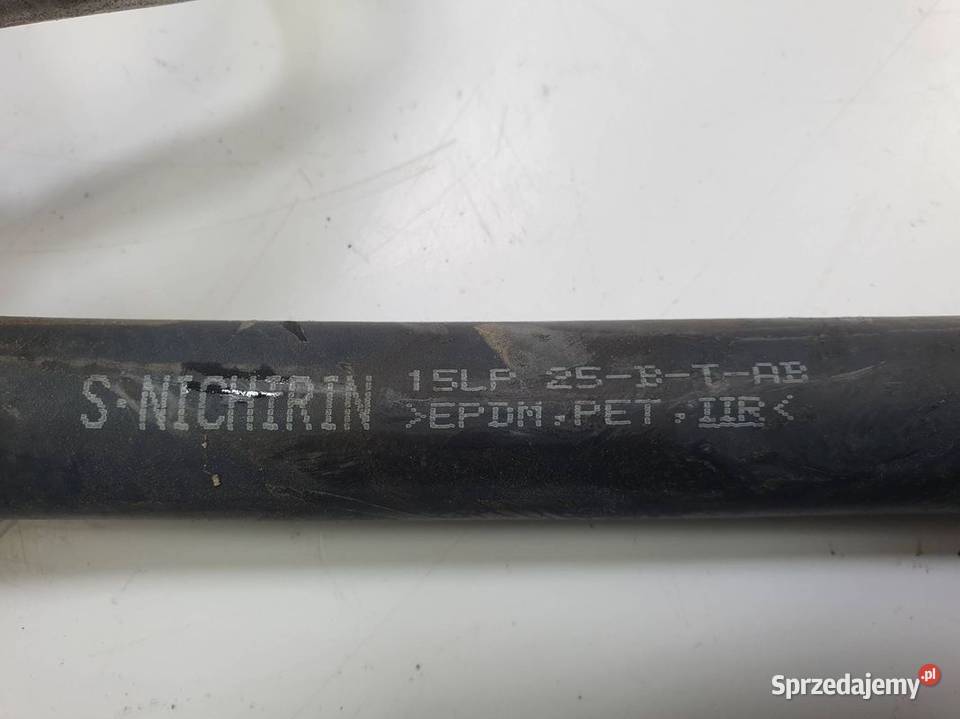 S·NICHIRIN 15LP 25-B-T-AB
>EPDM,PET,IIR<
Sprzedajemy.pl